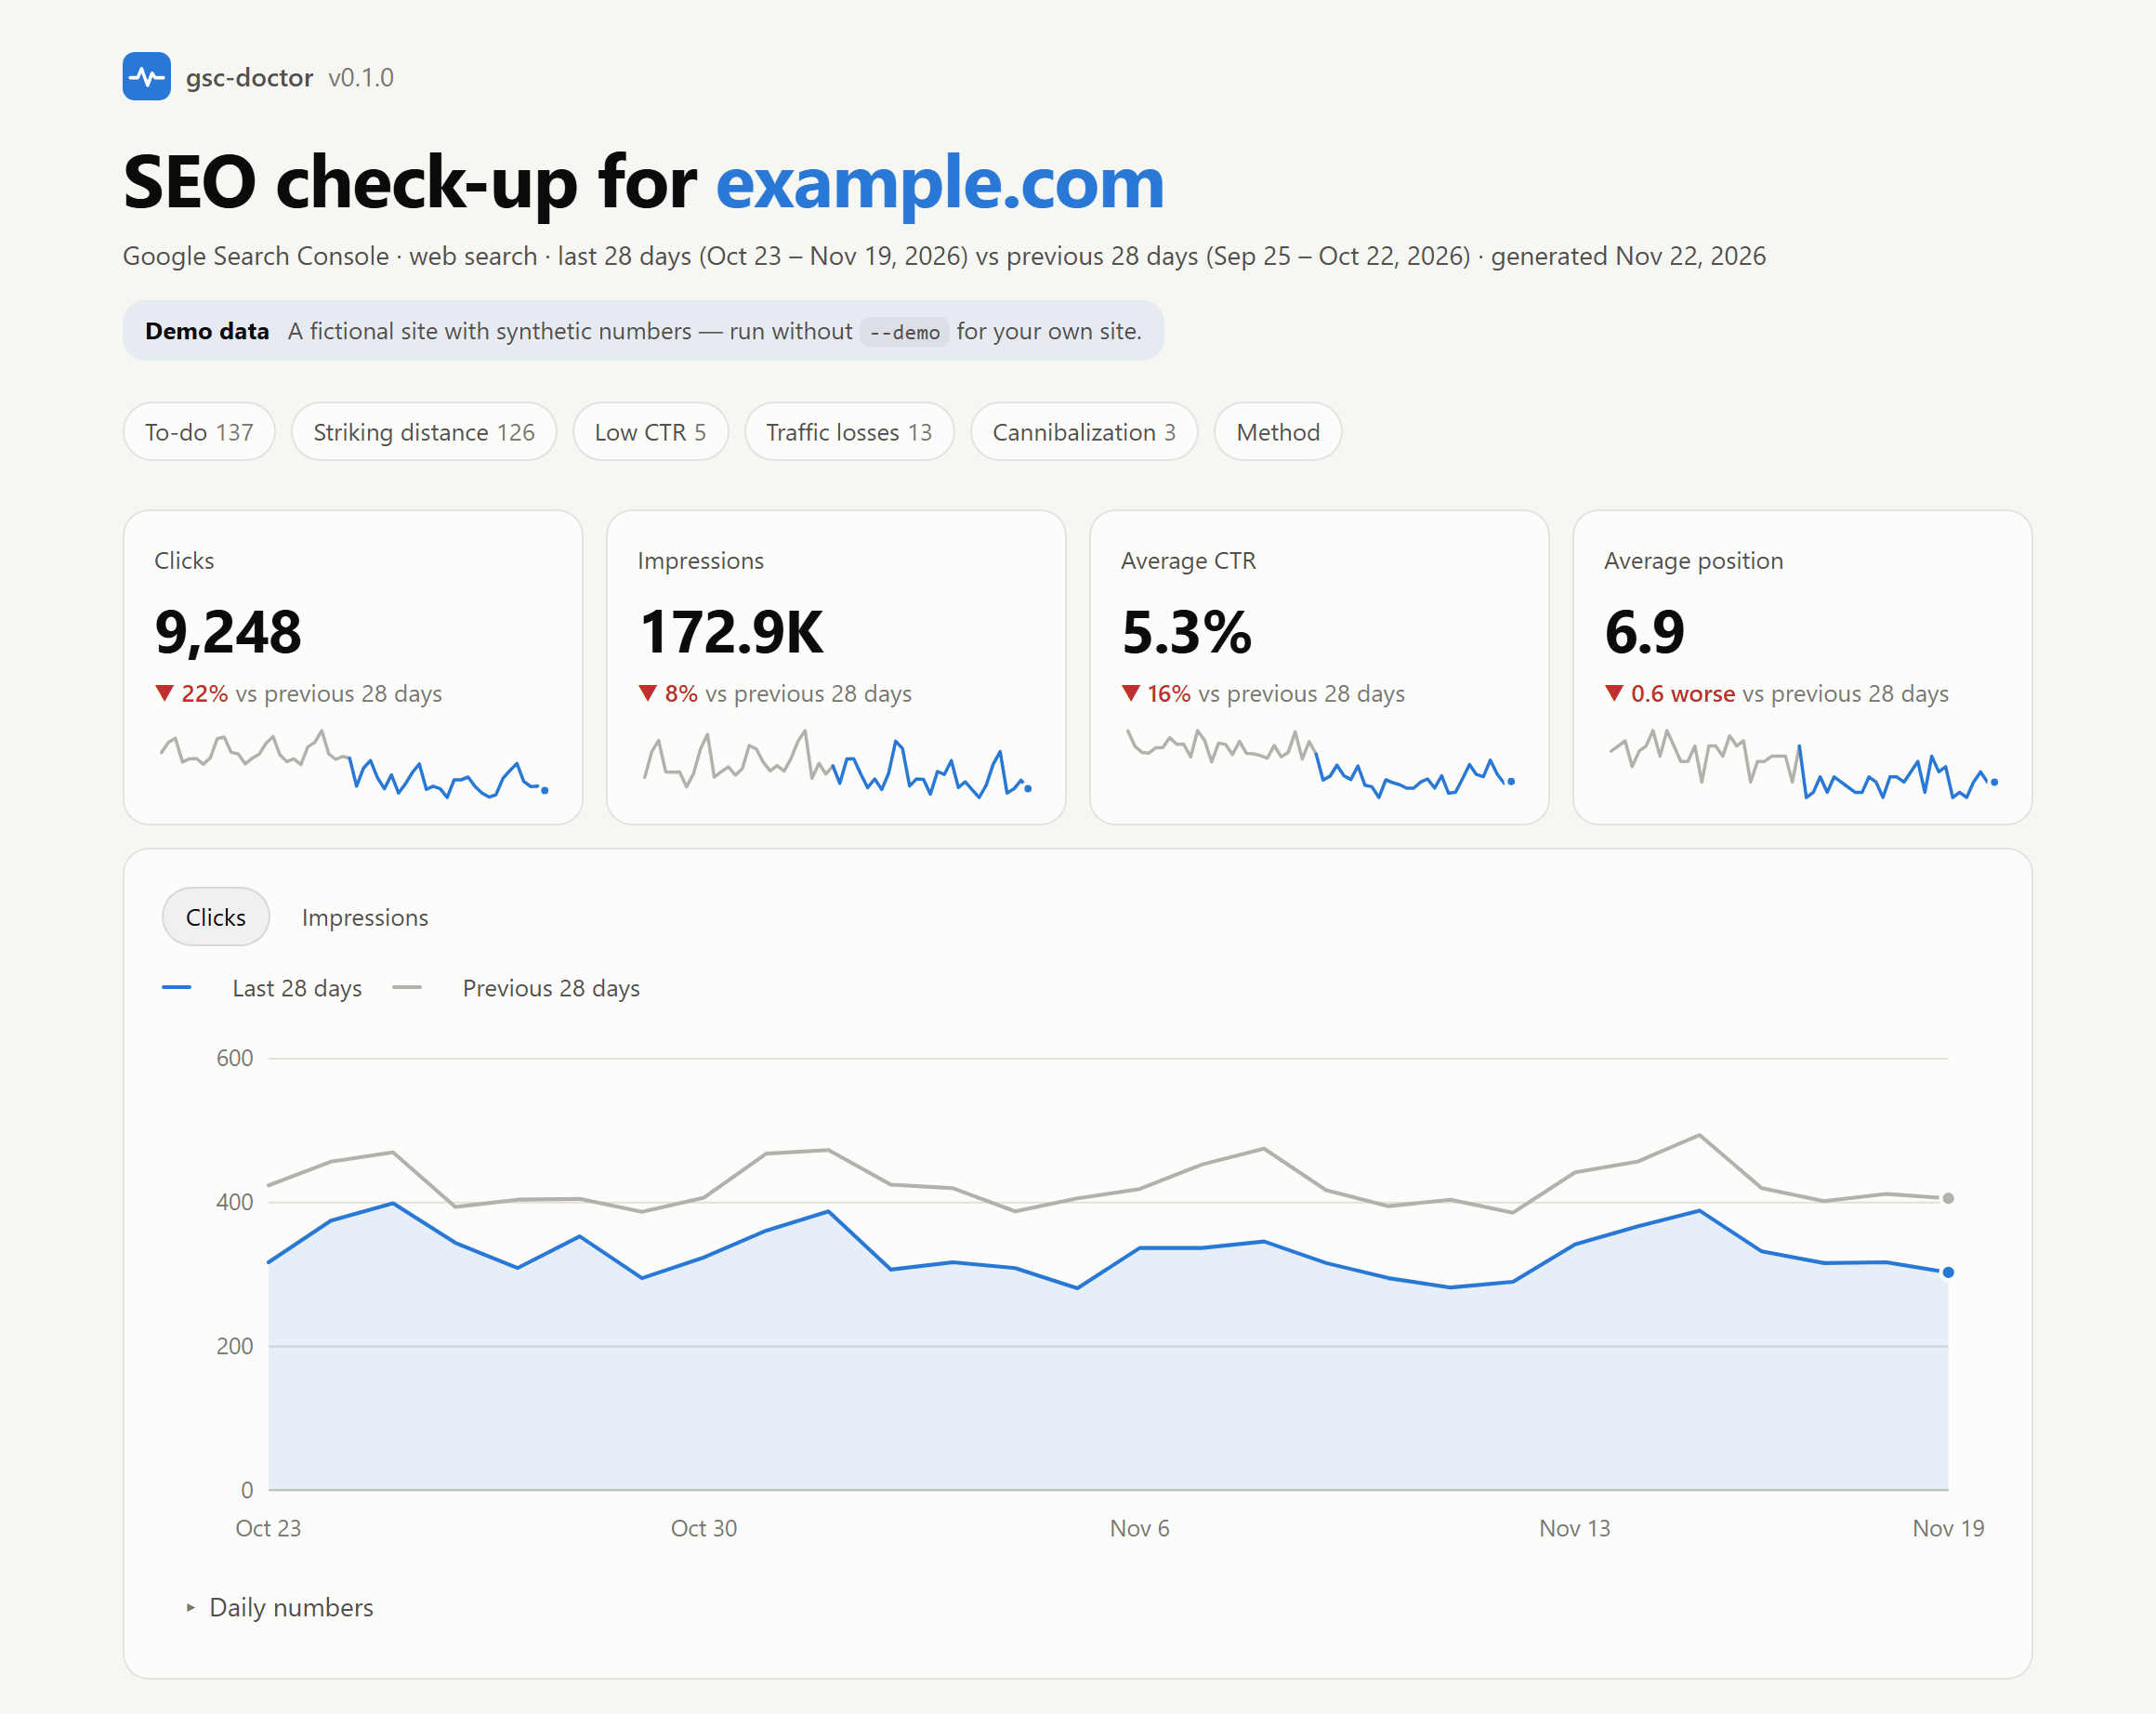 gsc-doctor v0.1.0
SEO check-up for example.com
Google Search Console · web search · last 28 days (Oct 23 – Nov 19, 2026) vs previous 28 days (Sep 25 – Oct 22, 2026) · generated Nov 22, 2026
Demo data A fictional site with synthetic numbers — run without --demo for your own site.
To-do 137 Striking distance 126 Low CTR 5 Traffic losses 13 Cannibalization 3 Method
Clicks
9,248
▼ 22% vs previous 28 days
Impressions
172.9K
▼ 8% vs previous 28 days
Average CTR
5.3%
▼ 16% vs previous 28 days
Average position
6.9
▼ 0.6 worse vs previous 28 days
Clicks Impressions
Last 28 days Previous 28 days
600
400
200
0
Oct 23 Oct 30 Nov 6 Nov 13 Nov 19
▸ Daily numbers